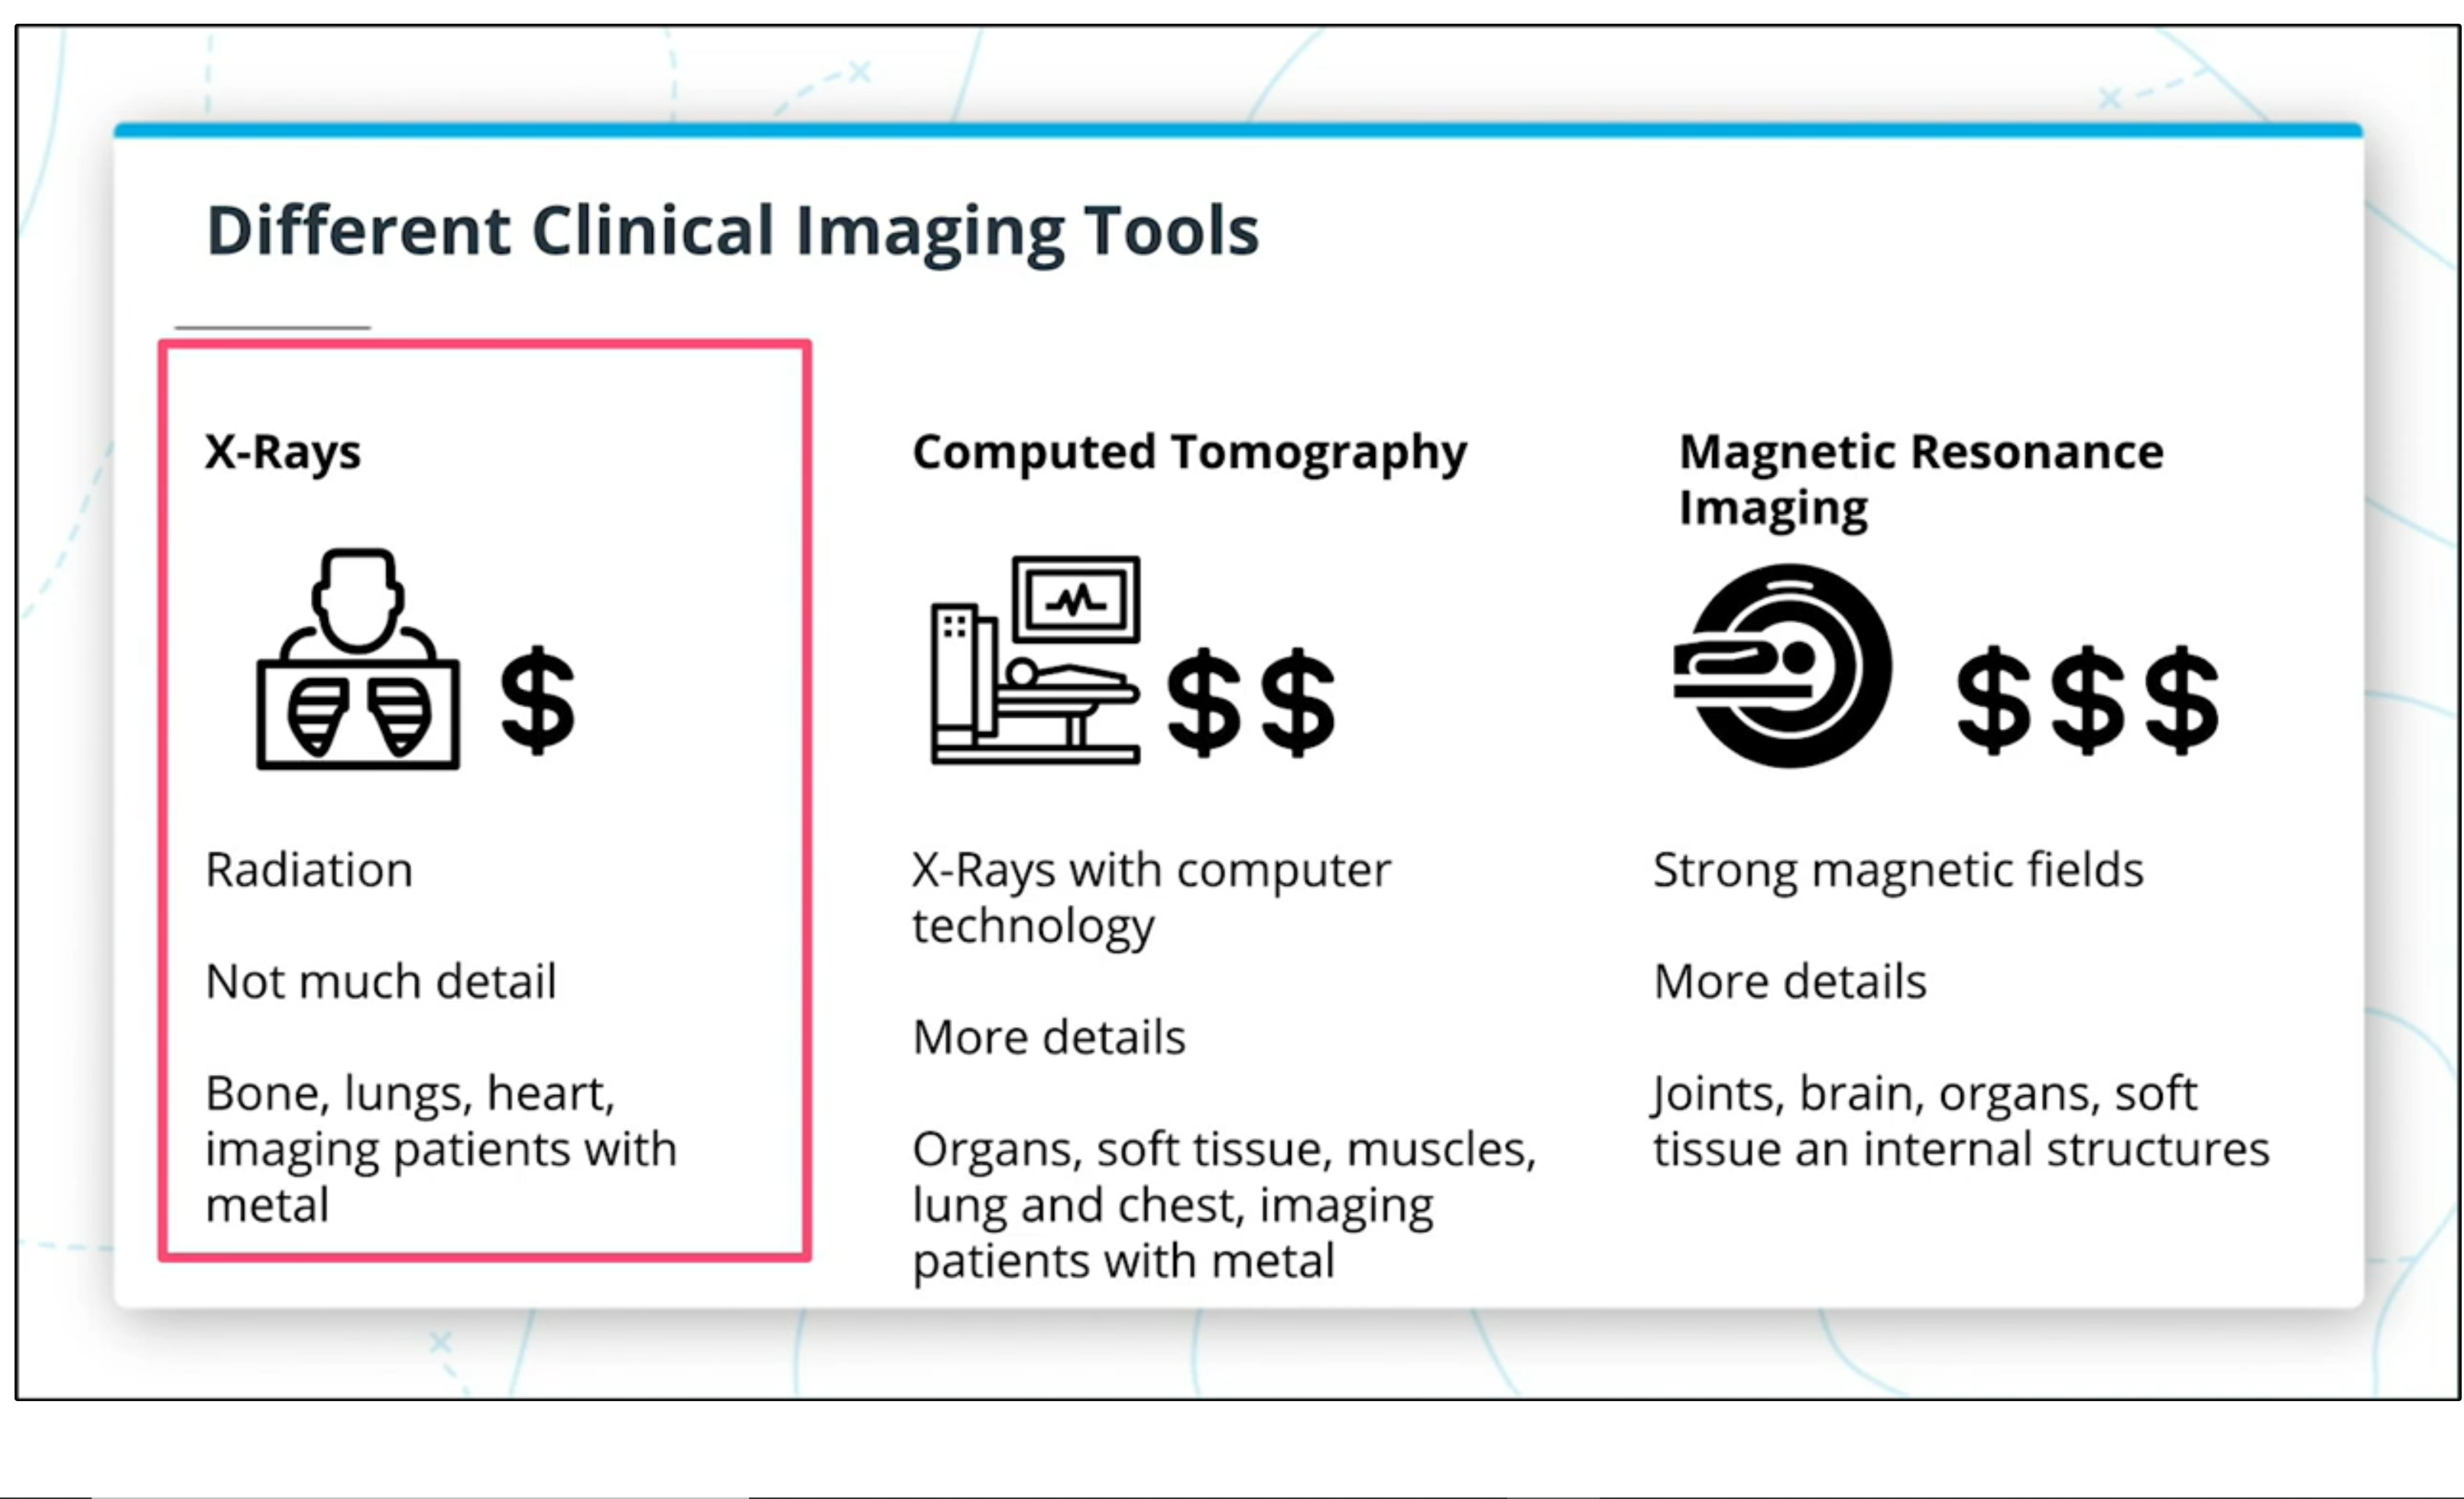 Different Clinical Imaging Tools
X-Rays
$
Radiation
Not much detail
Bone, lungs, heart,
imaging patients with
metal
Computed Tomography
$$
X-Rays with computer
technology
More details
Organs, soft tissue, muscles,
lung and chest, imaging
patients with metal
Magnetic Resonance
Imaging
$$$
Strong magnetic fields
More details
Joints, brain, organs, soft
tissue an internal structures